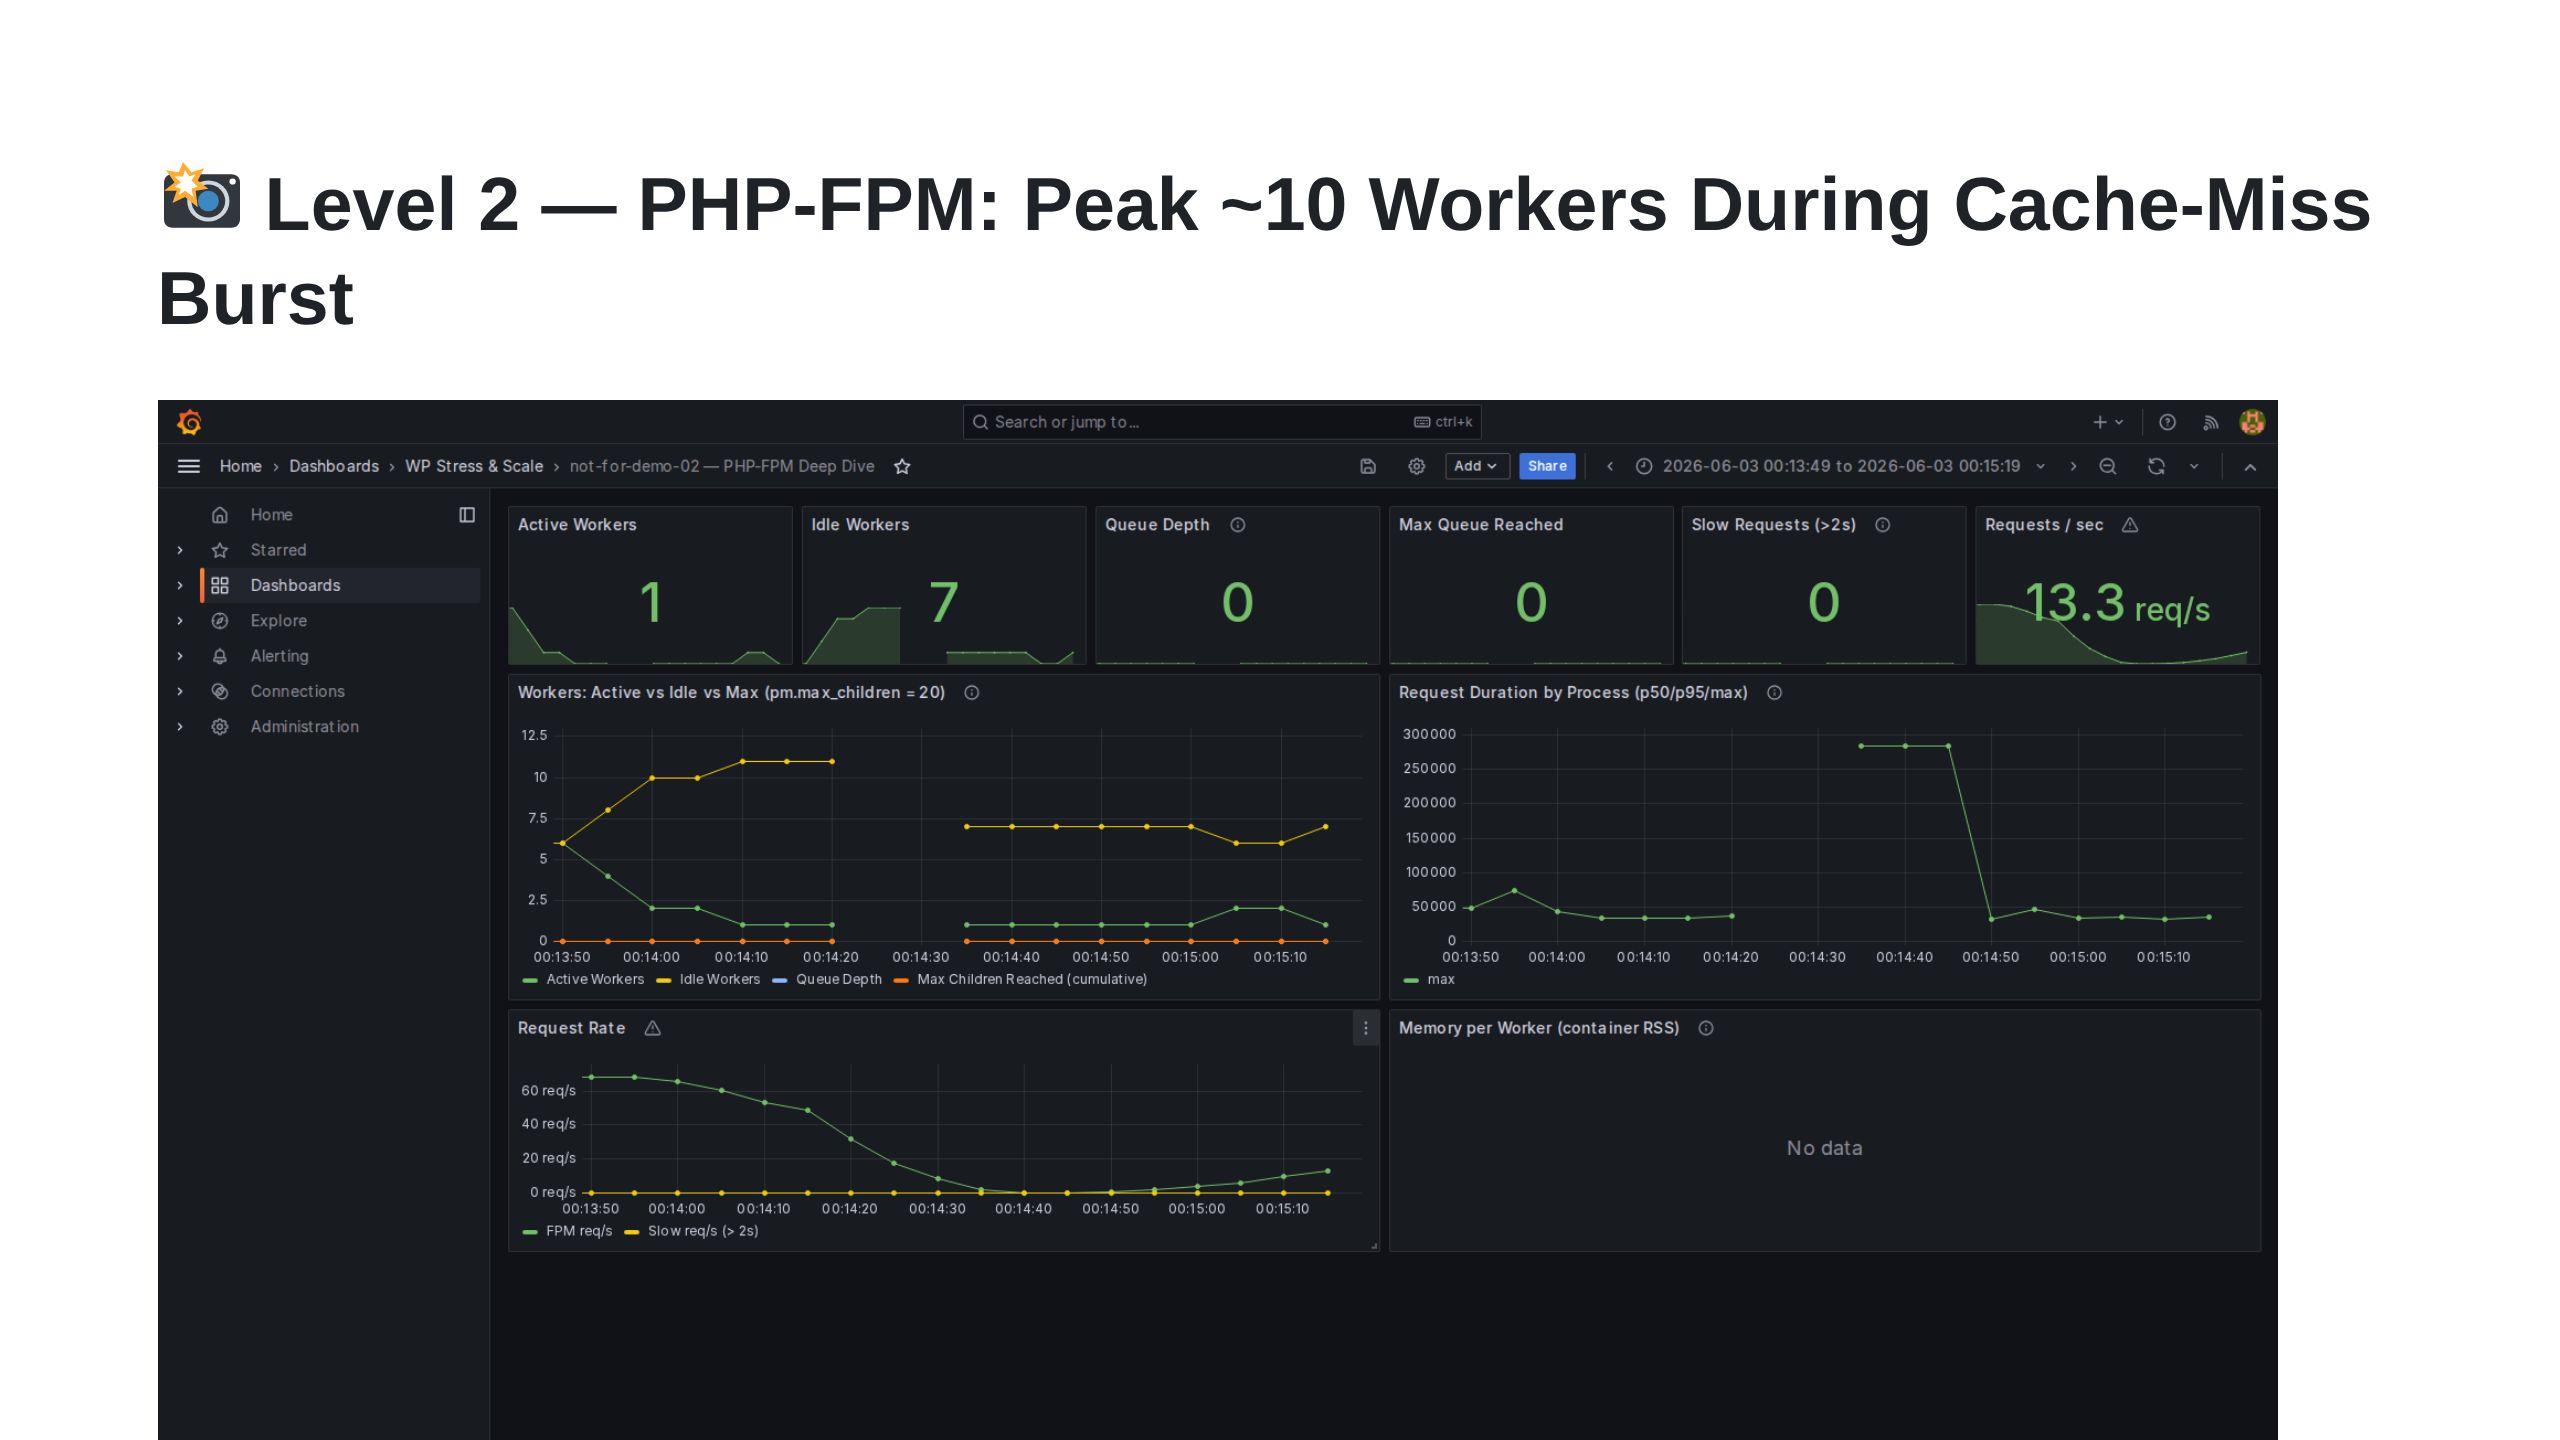 📸 Level 2 — PHP-FPM: Peak ~10 Workers During Cache-Miss
Burst
Search or jump to...
ctrl+k
Home › Dashboards › WP Stress & Scale › not-for-demo-02 — PHP-FPM Deep Dive
Add
Share
2026-06-03 00:13:49 to 2026-06-03 00:15:19
Home
Starred
Dashboards
Explore
Alerting
Connections
Administration
Active Workers
1
Idle Workers
7
Queue Depth
0
Max Queue Reached
0
Slow Requests (>2s)
0
Requests / sec
13.3 req/s
Workers: Active vs Idle vs Max (pm.max_children = 20)
12.5
10
7.5
5
2.5
0
00:13:50 00:14:00 00:14:10 00:14:20 00:14:30 00:14:40 00:14:50 00:15:00 00:15:10
Active Workers Idle Workers Queue Depth Max Children Reached (cumulative)
Request Duration by Process (p50/p95/max)
300000
250000
200000
150000
100000
50000
0
00:13:50 00:14:00 00:14:10 00:14:20 00:14:30 00:14:40 00:14:50 00:15:00 00:15:10
max
Request Rate
60 req/s
40 req/s
20 req/s
0 req/s
00:13:50 00:14:00 00:14:10 00:14:20 00:14:30 00:14:40 00:14:50 00:15:00 00:15:10
FPM req/s Slow req/s (> 2s)
Memory per Worker (container RSS)
No data